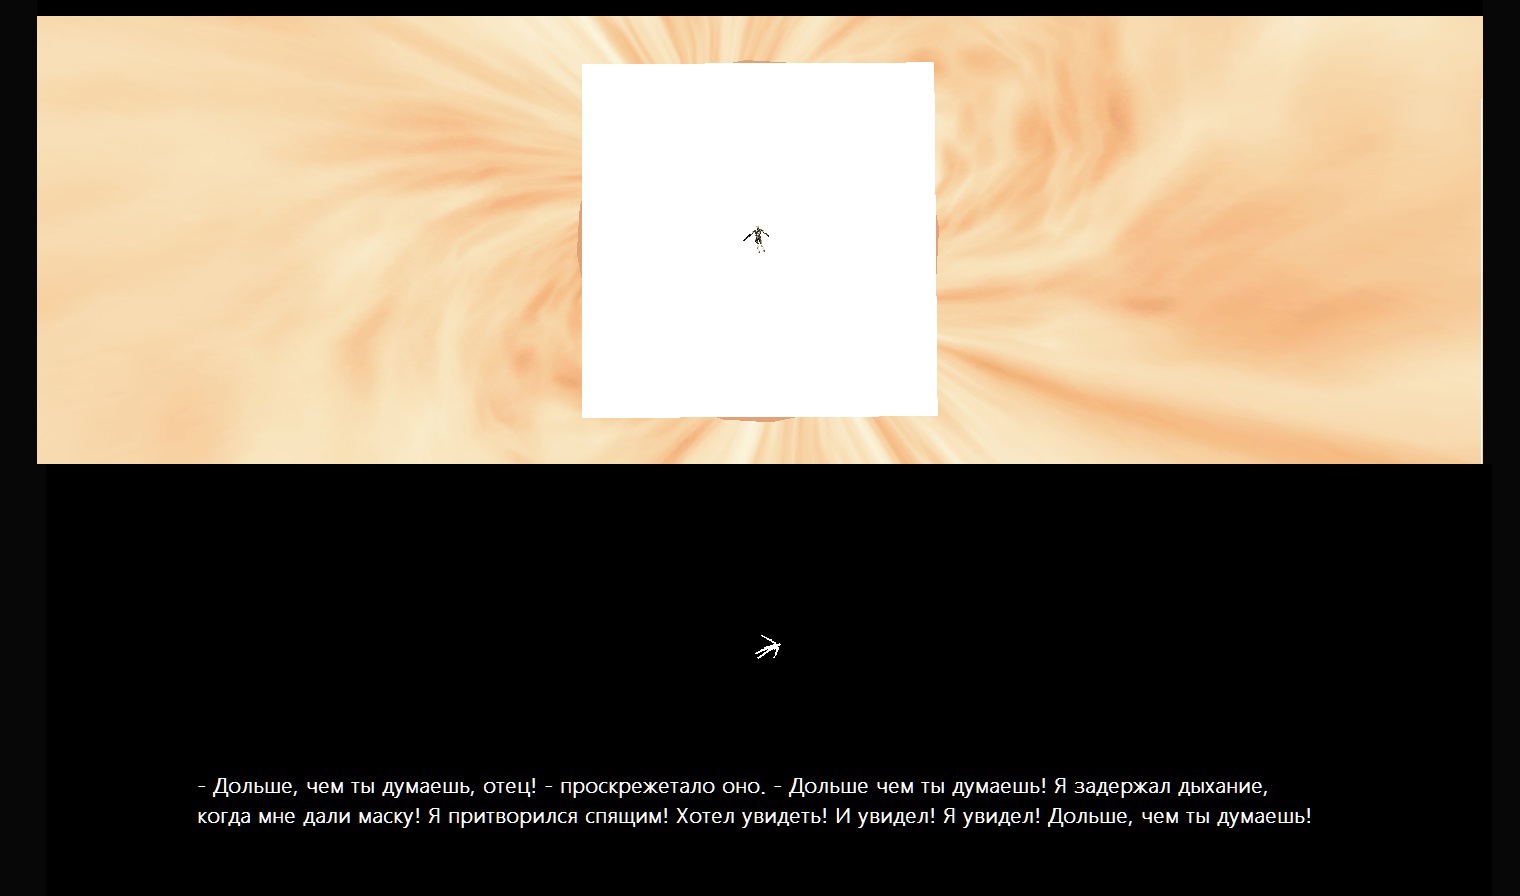 - Дольше, чем ты думаешь, отец! - проскрежетало оно. - Дольше чем ты думаешь! Я задержал дыхание,
когда мне дали маску! Я притворился спящим! Хотел увидеть! И увидел! Я увидел! Дольше, чем ты думаешь!